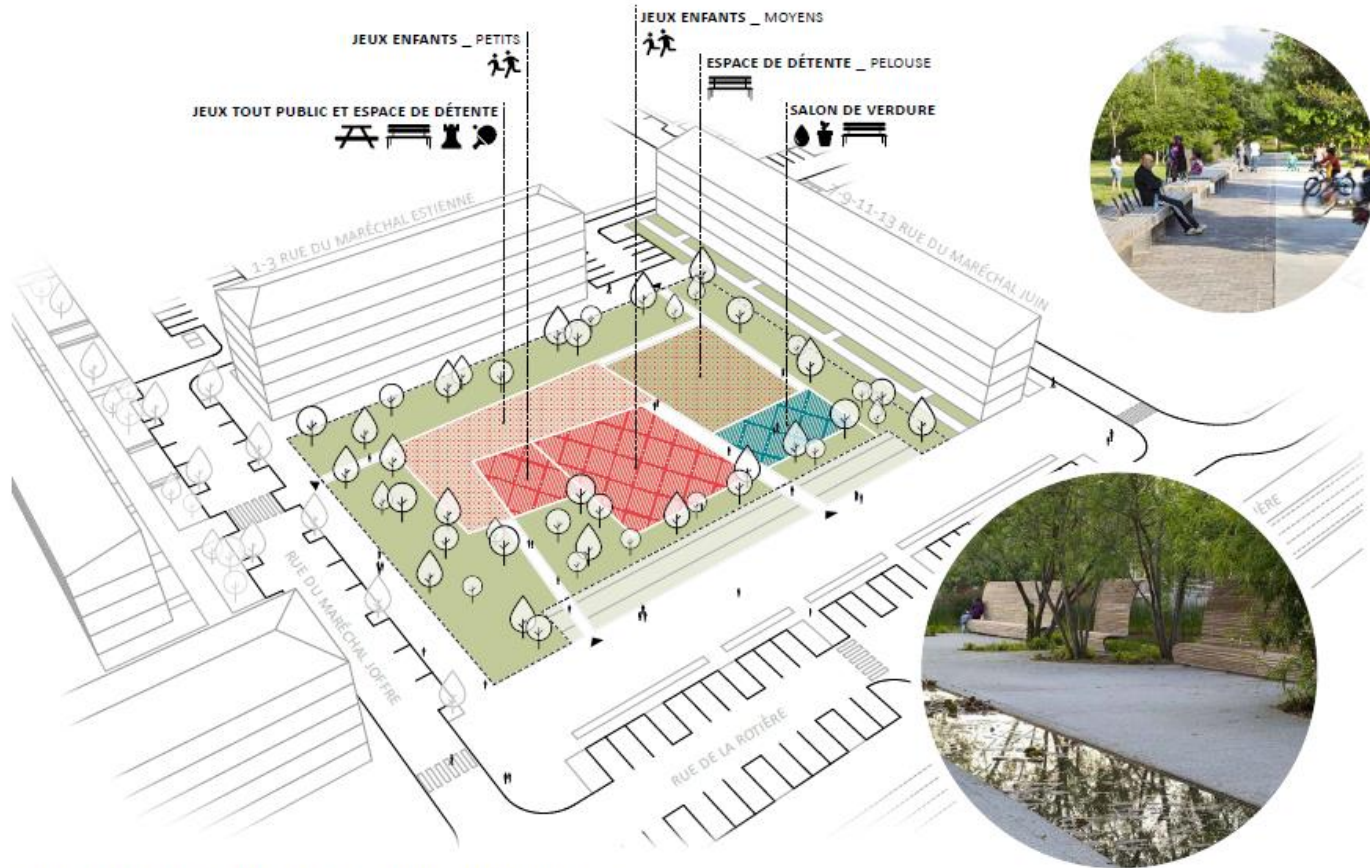 JEUX ENFANTS _ MOYENS
JEUX ENFANTS _ PETITS
ESPACE DE DÉTENTE _ PELOUSE
JEUX TOUT PUBLIC ET ESPACE DE DÉTENTE
SALON DE VERDURE
1-3 RUE DU MARÉCHAL ESTIENNE
7-9-11-13 RUE DU MARÉCHAL JUIN
RUE DU MARÉCHAL JOFFRE
RUE DE LA ROTIÈRE
IÈRE